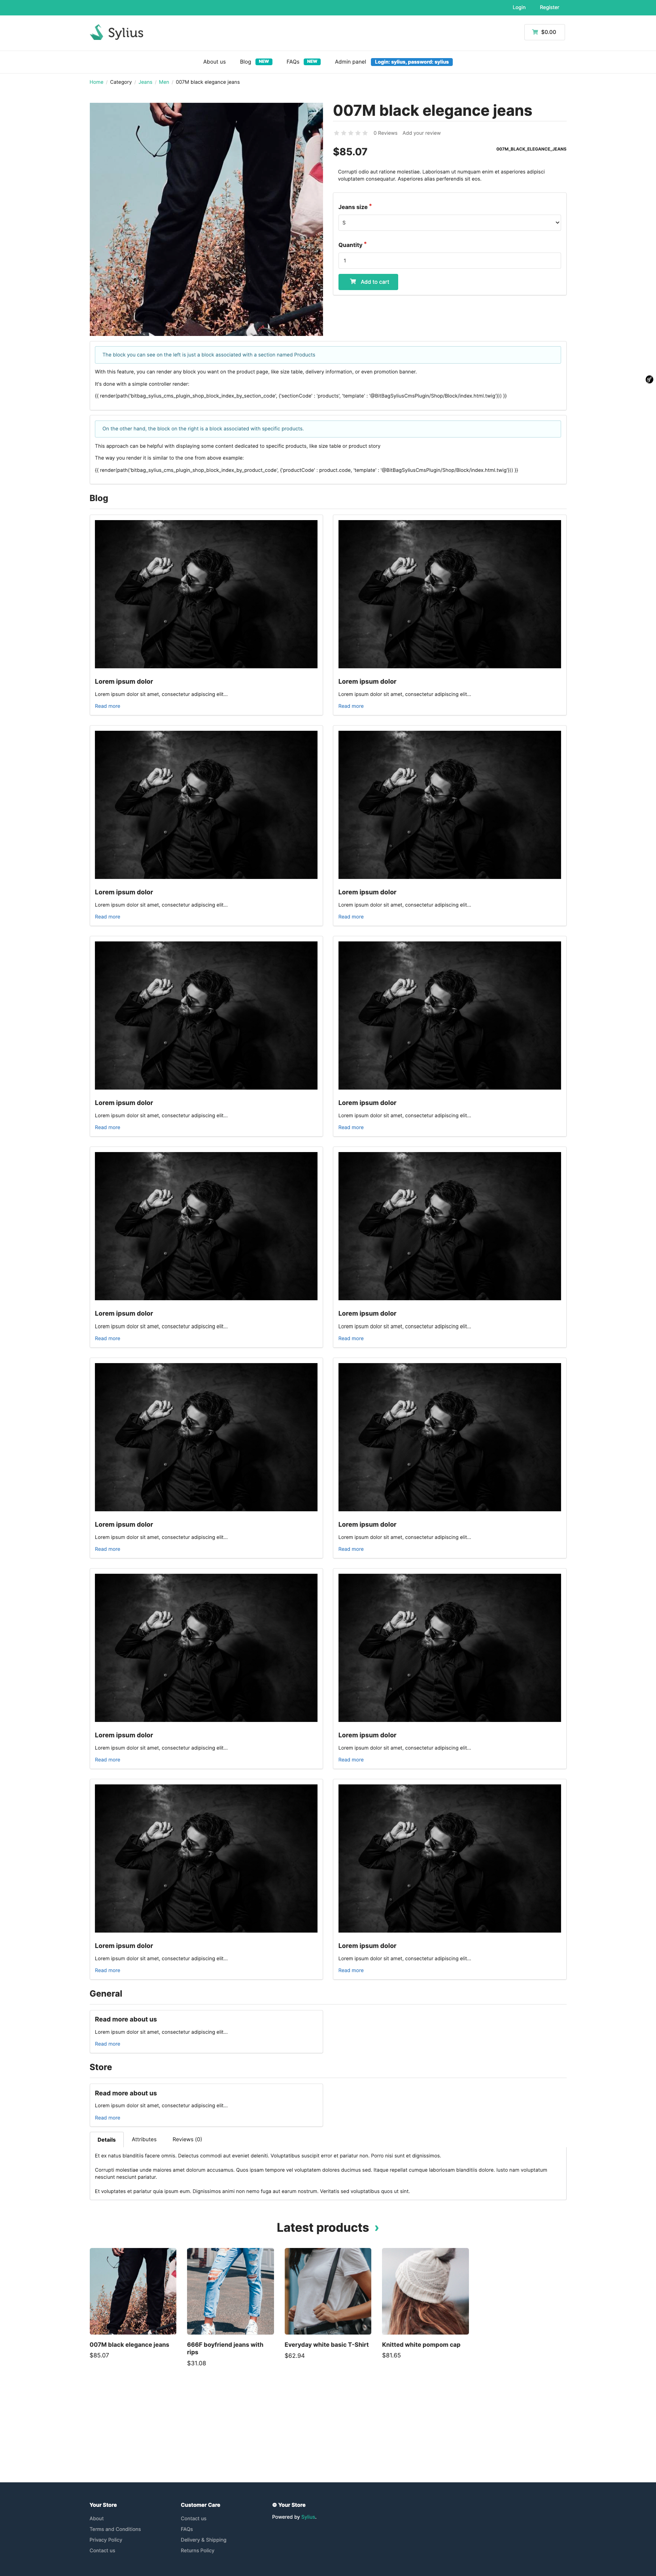 Login Register
Sylius
$0.00
About us Blog NEW FAQs NEW Admin panel Login: sylius, password: sylius
Home / Category / Jeans / Men / 007M black elegance jeans
007M black elegance jeans
0 Reviews Add your review
$85.07 007M_BLACK_ELEGANCE_JEANS
Corrupti odio aut ratione molestiae. Laboriosam ut numquam enim et asperiores adipisci
voluptatem consequatur. Asperiores alias perferendis sit eos.
Jeans size *
S
Quantity *
1
Add to cart
The block you can see on the left is just a block associated with a section named Products
With this feature, you can render any block you want on the product page, like size table, delivery information, or even promotion banner.
It's done with a simple controller render:
{{ render(path('bitbag_sylius_cms_plugin_shop_block_index_by_section_code', {'sectionCode' : 'products', 'template' : '@BitBagSyliusCmsPlugin/Shop/Block/index.html.twig'})) }}
On the other hand, the block on the right is a block associated with specific products.
This approach can be helpful with displaying some content dedicated to specific products, like size table or product story
The way you render it is similar to the one from above example:
{{ render(path('bitbag_sylius_cms_plugin_shop_block_index_by_product_code', {'productCode' : product.code, 'template' : '@BitBagSyliusCmsPlugin/Shop/Block/index.html.twig'})) }}
Blog
Lorem ipsum dolor Lorem ipsum dolor
Lorem ipsum dolor sit amet, consectetur adipiscing elit... Lorem ipsum dolor sit amet, consectetur adipiscing elit...
Read more Read more
Lorem ipsum dolor Lorem ipsum dolor
Lorem ipsum dolor sit amet, consectetur adipiscing elit... Lorem ipsum dolor sit amet, consectetur adipiscing elit...
Read more Read more
Lorem ipsum dolor Lorem ipsum dolor
Lorem ipsum dolor sit amet, consectetur adipiscing elit... Lorem ipsum dolor sit amet, consectetur adipiscing elit...
Read more Read more
Lorem ipsum dolor Lorem ipsum dolor
Lorem ipsum dolor sit amet, consectetur adipiscing elit... Lorem ipsum dolor sit amet, consectetur adipiscing elit...
Read more Read more
Lorem ipsum dolor Lorem ipsum dolor
Lorem ipsum dolor sit amet, consectetur adipiscing elit... Lorem ipsum dolor sit amet, consectetur adipiscing elit...
Read more Read more
Lorem ipsum dolor Lorem ipsum dolor
Lorem ipsum dolor sit amet, consectetur adipiscing elit... Lorem ipsum dolor sit amet, consectetur adipiscing elit...
Read more Read more
Lorem ipsum dolor Lorem ipsum dolor
Lorem ipsum dolor sit amet, consectetur adipiscing elit... Lorem ipsum dolor sit amet, consectetur adipiscing elit...
Read more Read more
General
Read more about us
Lorem ipsum dolor sit amet, consectetur adipiscing elit...
Read more
Store
Read more about us
Lorem ipsum dolor sit amet, consectetur adipiscing elit...
Read more
Details Attributes Reviews (0)
Et ex natus blanditiis facere omnis. Delectus commodi aut eveniet deleniti. Voluptatibus suscipit error et pariatur non. Porro nisi sunt et dignissimos.
Corrupti molestiae unde maiores amet dolorum accusamus. Quos ipsam tempore vel voluptatem dolores ducimus sed. Itaque repellat cumque laboriosam blanditiis dolore. Iusto nam voluptatum
nesciunt nesciunt pariatur.
Et voluptates et pariatur quia ipsum eum. Dignissimos animi non nemo fuga aut earum nostrum. Veritatis sed voluptatibus quos ut sint.
Latest products
007M black elegance jeans
$85.07
666F boyfriend jeans with
rips
$31.08
Everyday white basic T-Shirt
$62.94
Knitted white pompom cap
$81.65
Your Store
About
Terms and Conditions
Privacy Policy
Contact us
Customer Care
Contact us
FAQs
Delivery & Shipping
Returns Policy
© Your Store
Powered by Sylius.